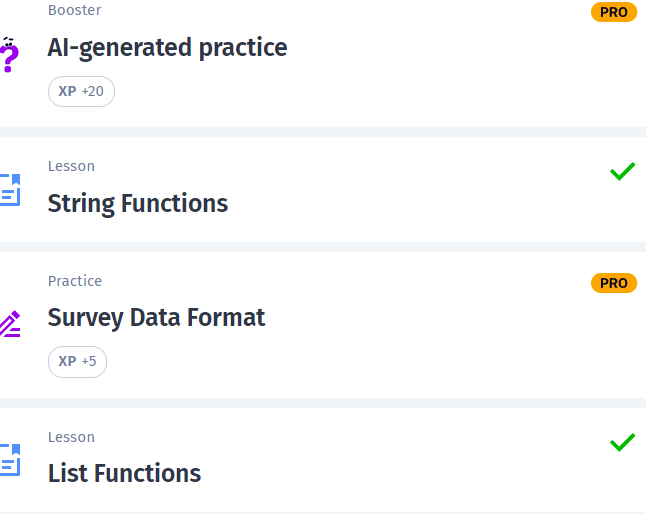 Booster
PRO
AI-generated practice
XP +20
Lesson
String Functions
Practice
PRO
Survey Data Format
XP +5
Lesson
List Functions